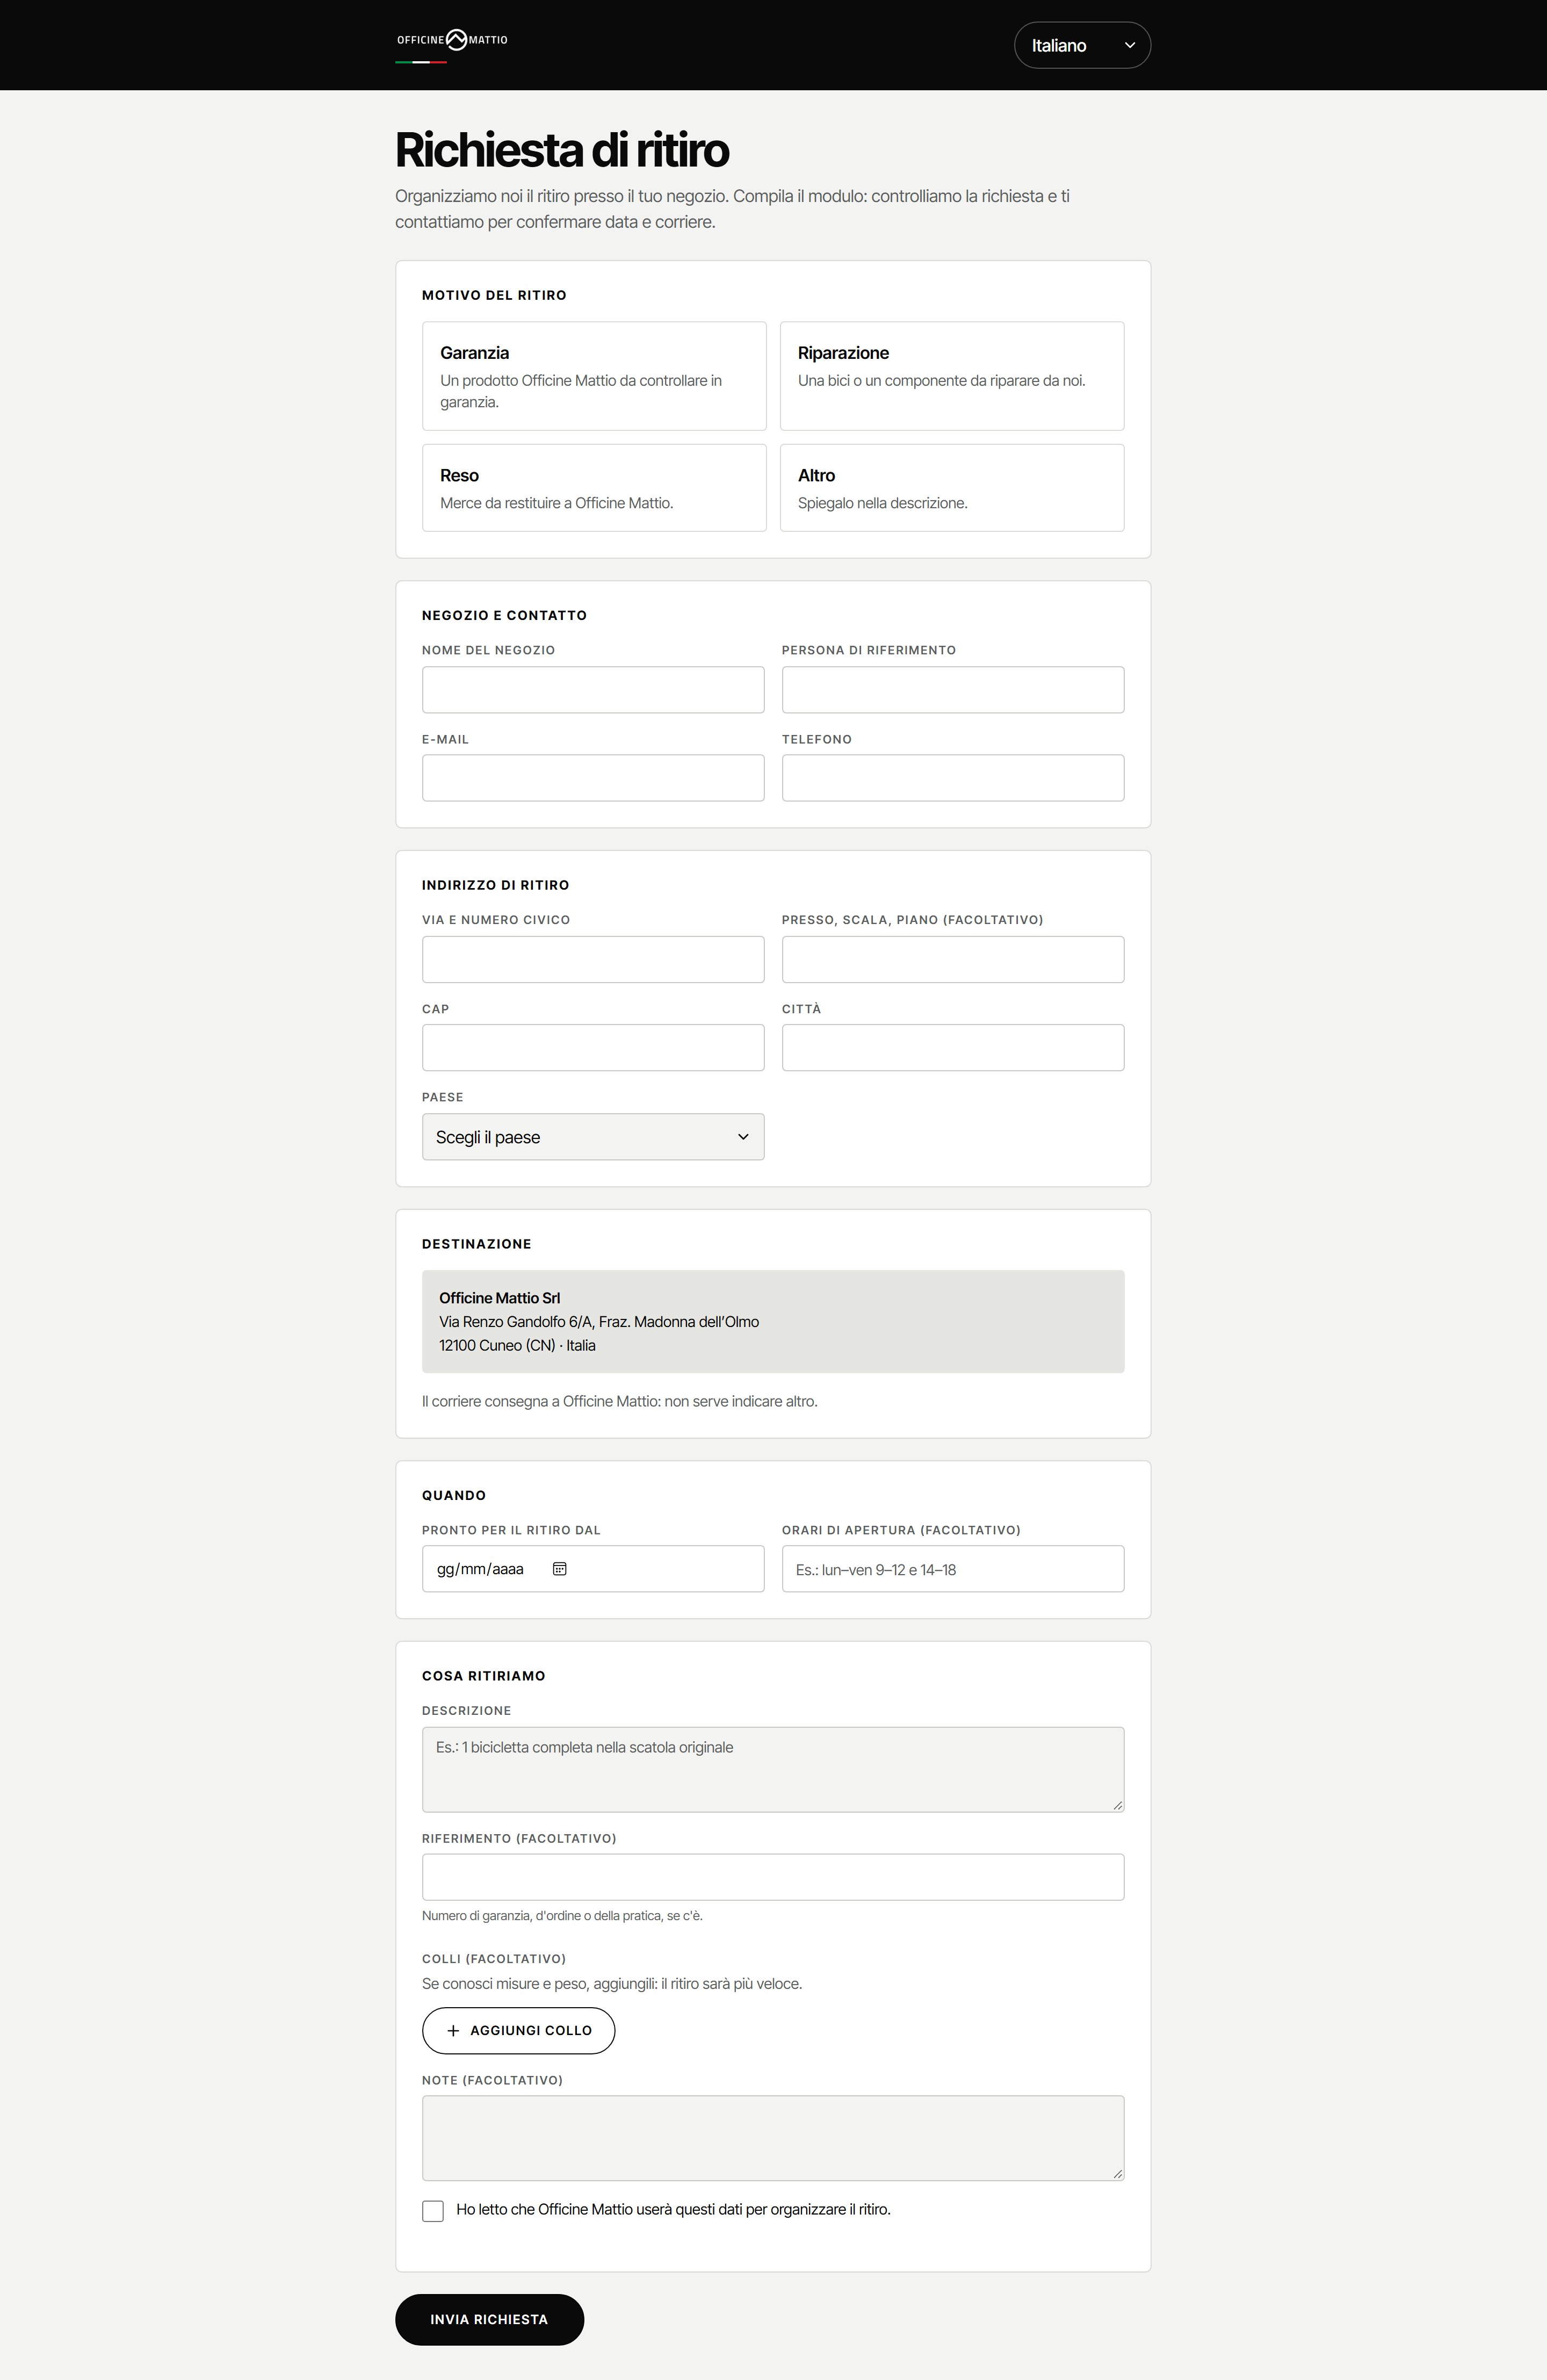 OFFICINE MATTIO
Italiano
Richiesta di ritiro
Organizziamo noi il ritiro presso il tuo negozio. Compila il modulo: controlliamo la richiesta e ti
contattiamo per confermare data e corriere.
MOTIVO DEL RITIRO
Garanzia
Un prodotto Officine Mattio da controllare in
garanzia.
Riparazione
Una bici o un componente da riparare da noi.
Reso
Merce da restituire a Officine Mattio.
Altro
Spiegalo nella descrizione.
NEGOZIO E CONTATTO
NOME DEL NEGOZIO
PERSONA DI RIFERIMENTO
E-MAIL
TELEFONO
INDIRIZZO DI RITIRO
VIA E NUMERO CIVICO
PRESSO, SCALA, PIANO (FACOLTATIVO)
CAP
CITTÀ
PAESE
Scegli il paese
DESTINAZIONE
Officine Mattio Srl
Via Renzo Gandolfo 6/A, Fraz. Madonna dell’Olmo
12100 Cuneo (CN) · Italia
Il corriere consegna a Officine Mattio: non serve indicare altro.
QUANDO
PRONTO PER IL RITIRO DAL
gg/mm/aaaa
ORARI DI APERTURA (FACOLTATIVO)
Es.: lun–ven 9–12 e 14–18
COSA RITIRIAMO
DESCRIZIONE
Es.: 1 bicicletta completa nella scatola originale
RIFERIMENTO (FACOLTATIVO)
Numero di garanzia, d'ordine o della pratica, se c'è.
COLLI (FACOLTATIVO)
Se conosci misure e peso, aggiungili: il ritiro sarà più veloce.
AGGIUNGI COLLO
NOTE (FACOLTATIVO)
Ho letto che Officine Mattio userà questi dati per organizzare il ritiro.
INVIA RICHIESTA